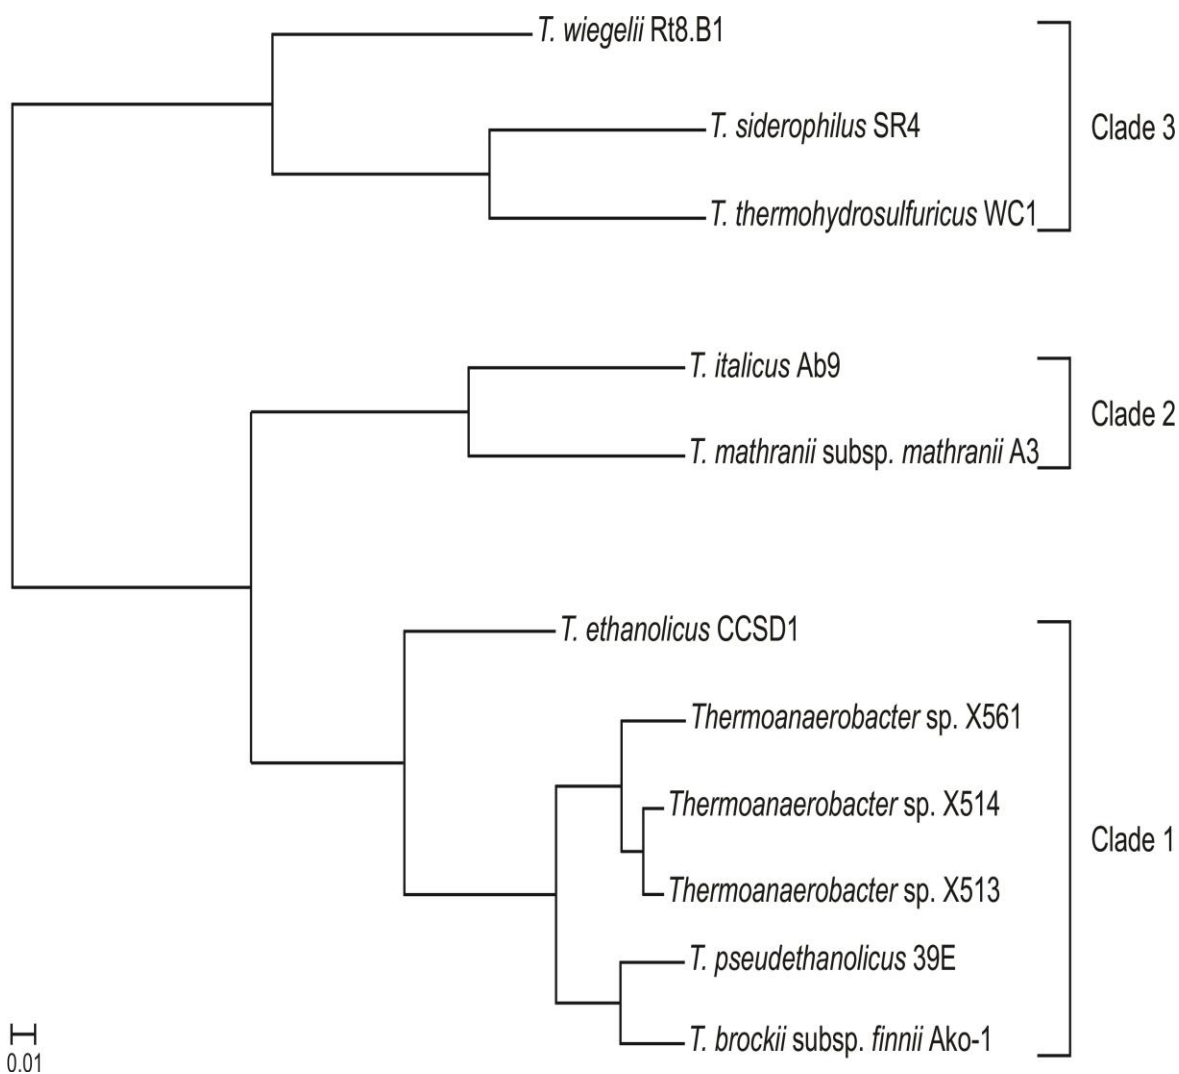 T. wiegelii Rt8.B1
T. siderophilus SR4
Clade 3
T. thermohydrosulfuricus WC1
T. italicus Ab9
Clade 2
T. mathranii subsp. mathranii A3
T. ethanolicus CCSD1
Thermoanaerobacter sp. X561
Thermoanaerobacter sp. X514
Clade 1
Thermoanaerobacter sp. X513
T. pseudethanolicus 39E
T. brockii subsp. finnii Ako-1
0.01